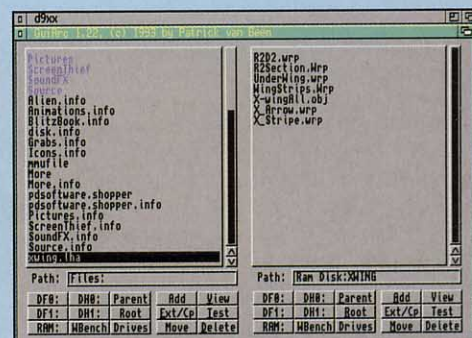 d9xx
GuiArc 1.22, (c) 1993 by Patrick van Beem
Pictures
ScreenThief
SoundFX
Source
Alien.info
Animations.info
BlitzBook.info
disk.info
Grabs.info
Icons.info
mmufile
More
More.info
pdsoftware.shopper
pdsoftware.shopper.info
Pictures.info
ScreenThief.info
SoundFX.info
Source.info
xwing.lha
R2D2.wrp
R2Section.Wrp
UnderWing.wrp
WingStrips.Wrp
X-wingAll.obj
X_Arrow.wrp
X_Stripe.Wrp
Path: Files:
Path: Ram Disk:XWING
DF0: DH0: Parent Add View
DF1: DH1: Root Ext/Cp Test
RAM: WBench Drives Move Delete
DF0: DH0: Parent Add View
DF1: DH1: Root Ext/Cp Test
RAM: WBench Drives Move Delete